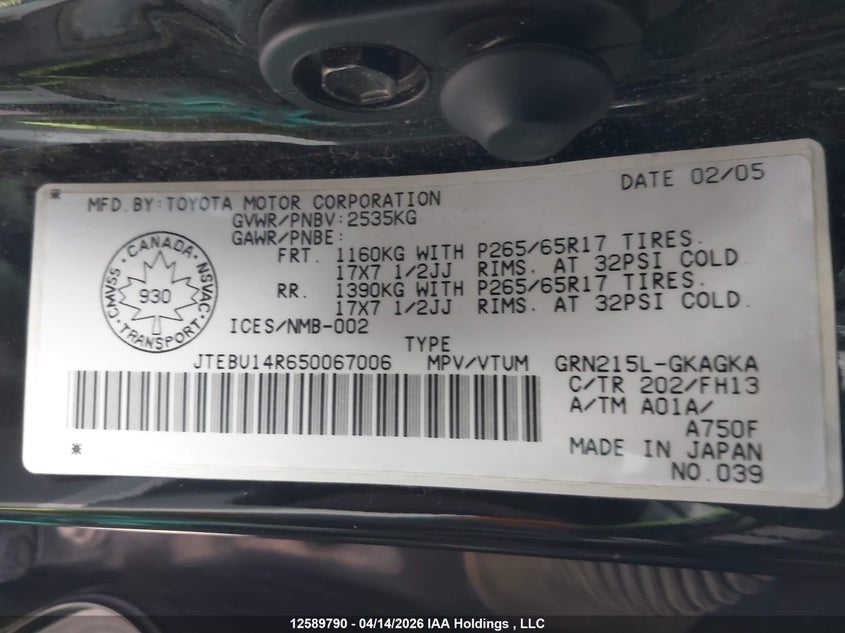 DATE 02/05
MFD.BY:TOYOTA MOTOR CORPORATION
GVWR/PNBV:2535KG
GAWR/PNBE:
FRT. 1160KG WITH P265/65R17 TIRES.
17X7 1/2JJ RIMS. AT 32PSI COLD.
RR. 1390KG WITH P265/65R17 TIRES.
17X7 1/2JJ RIMS. AT 32PSI COLD.
CANADA
CMVSS · NSVAC
930
TRANSPORT
ICES/NMB-002
TYPE
JTEBU14R650067006 MPV/VTUM GRN215L-GKAGKA
C/TR 202/FH13
A/TM A01A/
A750F
MADE IN JAPAN
NO.039
12589790 - 04/14/2026 IAA Holdings , LLC